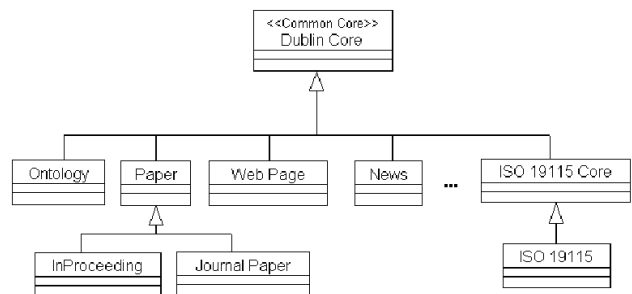 <<Common Core>>
Dublin Core
Ontology
Paper
Web Page
News
...
ISO 19115 Core
InProceeding
Journal Paper
ISO 19115